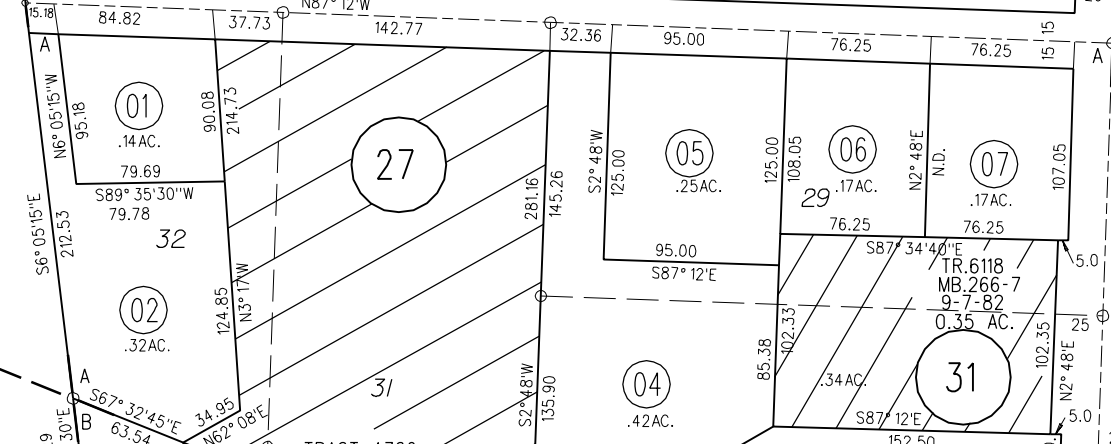 N87° 12'W
15.18
84.82
37.73
142.77
32.36
95.00
76.25
76.25
15 15
A
A
N6° 05'15"W
95.18
01
.14AC.
90.08
214.73
79.69
S89° 35'30"W
79.78
32
S6° 05'15"E
212.53
27
281.16
145.26
S2° 48'W
125.00
05
.25AC.
125.00
108.05
06
.17AC.
29
N2° 48'E
N.D.
07
.17AC.
107.05
76.25
76.25
95.00
S87° 12'E
S87° 34'40"E
5.0
TR.6118
MB.266-7
9-7-82
0.35 AC.
25
02
.32AC.
124.85
N3° 17'W
31
S2° 48'W
135.90
04
.42AC.
85.38
102.33
.34AC.
31
102.35
N2° 48'E
S87° 12'E
5.0
152.50
A
B
S67° 32'45"E
63.54
34.95
N62° 08'E
30"E